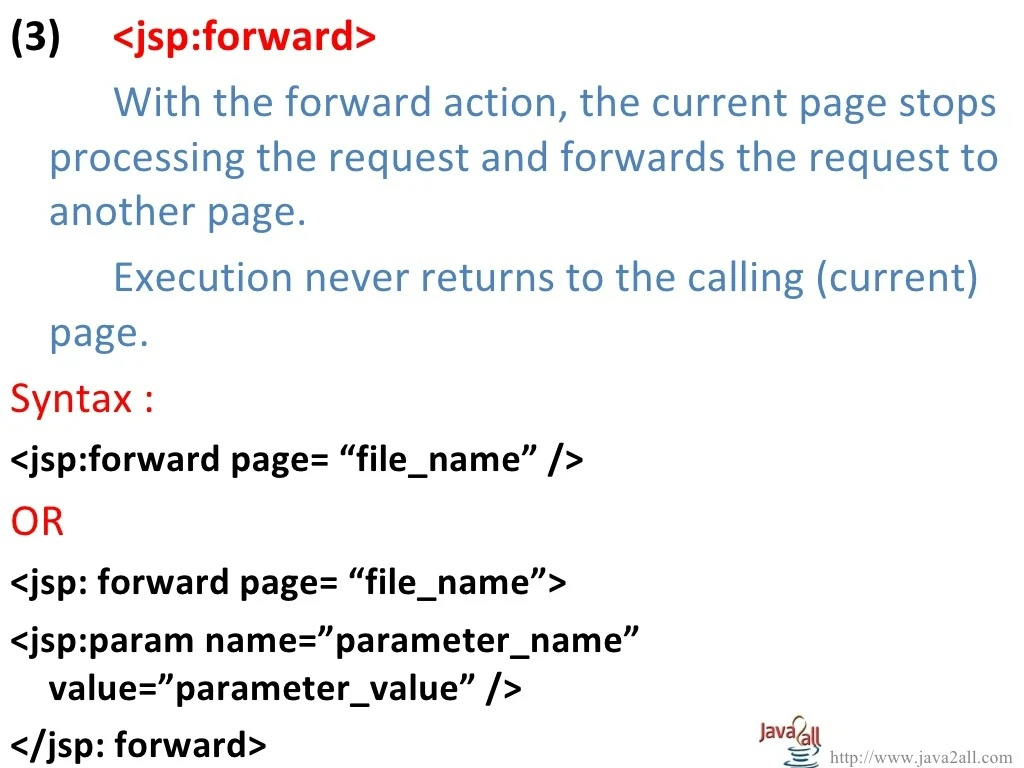 (3) <jsp:forward>
With the forward action, the current page stops
processing the request and forwards the request to
another page.
Execution never returns to the calling (current)
page.
Syntax :
<jsp:forward page= “file_name” />
OR
<jsp: forward page= “file_name”>
<jsp:param name=”parameter_name”
value=”parameter_value” />
</jsp: forward>
Java2all
http://www.java2all.com